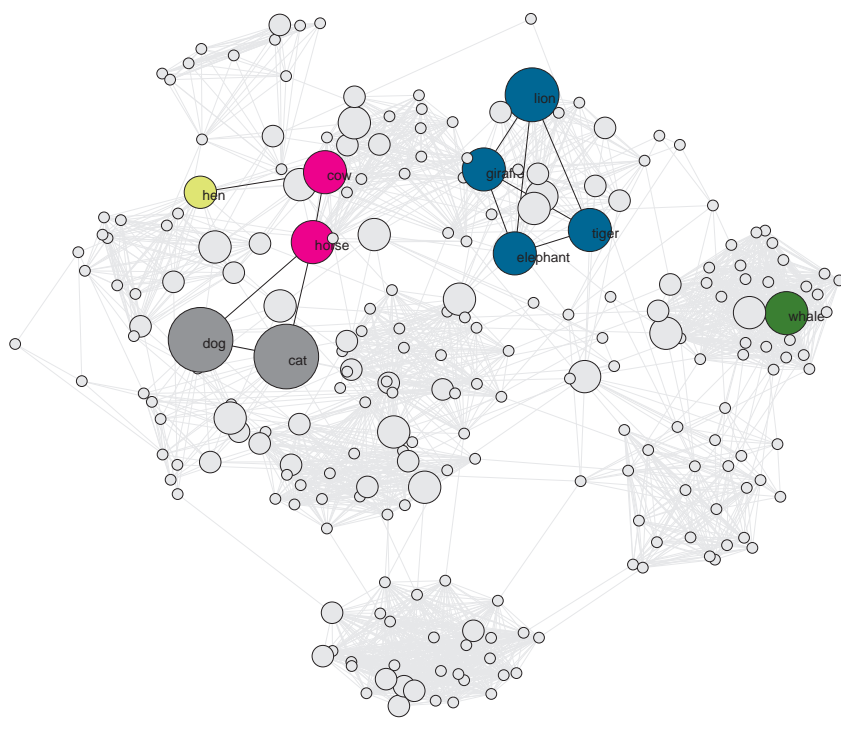 lion
cow
giraffe
hen
tiger
horse
elephant
whale
dog
cat